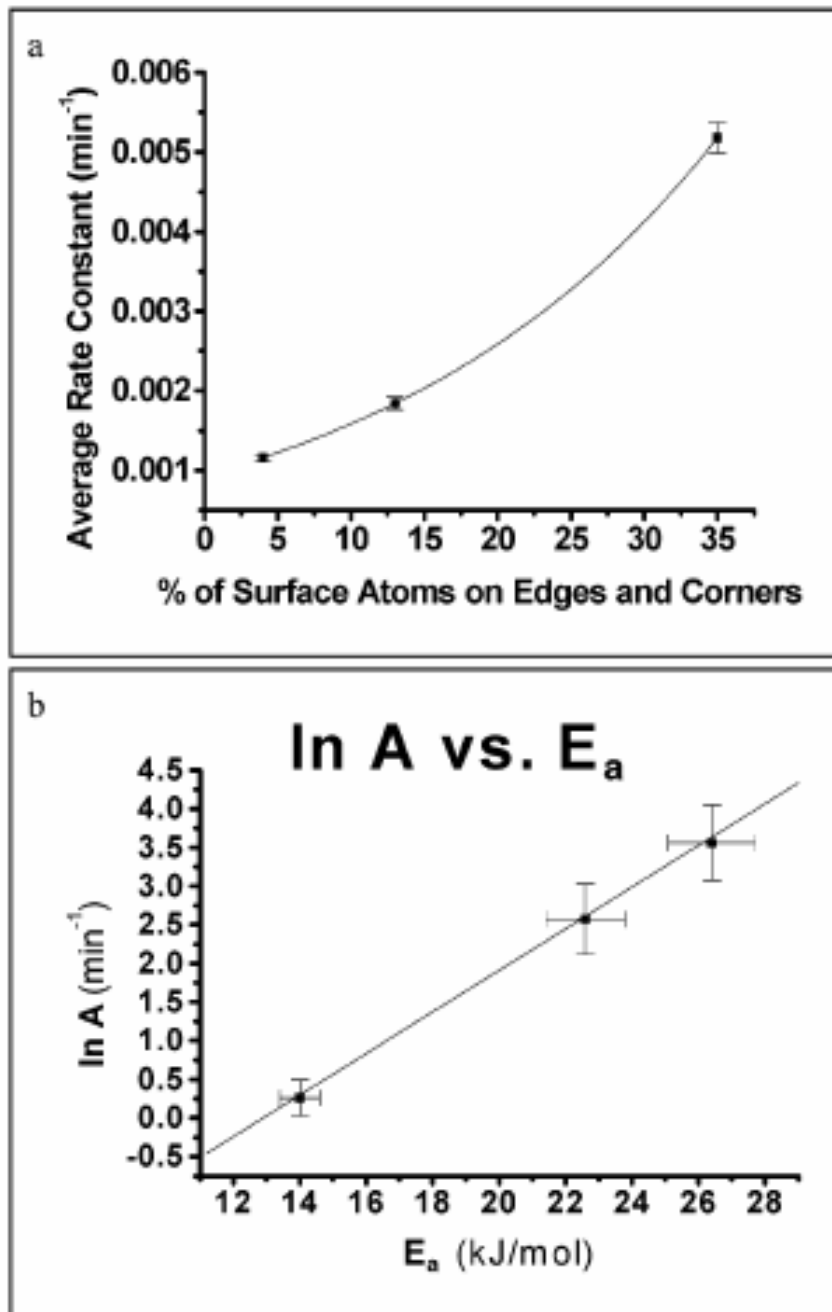 a
0.006
0.005
0.004
0.003
0.002
0.001
Average Rate Constant (min⁻¹)
0 5 10 15 20 25 30 35
% of Surface Atoms on Edges and Corners
b
ln A vs. Eₐ
4.5
4.0
3.5
3.0
2.5
2.0
1.5
1.0
0.5
0.0
-0.5
ln A (min⁻¹)
12 14 16 18 20 22 24 26 28
Eₐ (kJ/mol)